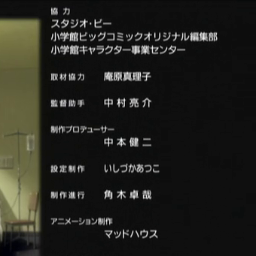 協 力
スタジオ・ビー
小学館ビッグコミックオリジナル編集部
小学館キャラクター事業センター
取材協力 庵原真理子
監督助手 中 村 亮 介
制作プロデューサー
中 本 健 二
設定制作 いしづかあつこ
制作進行 角 木 卓 哉
アニメーション制作
マッドハウス